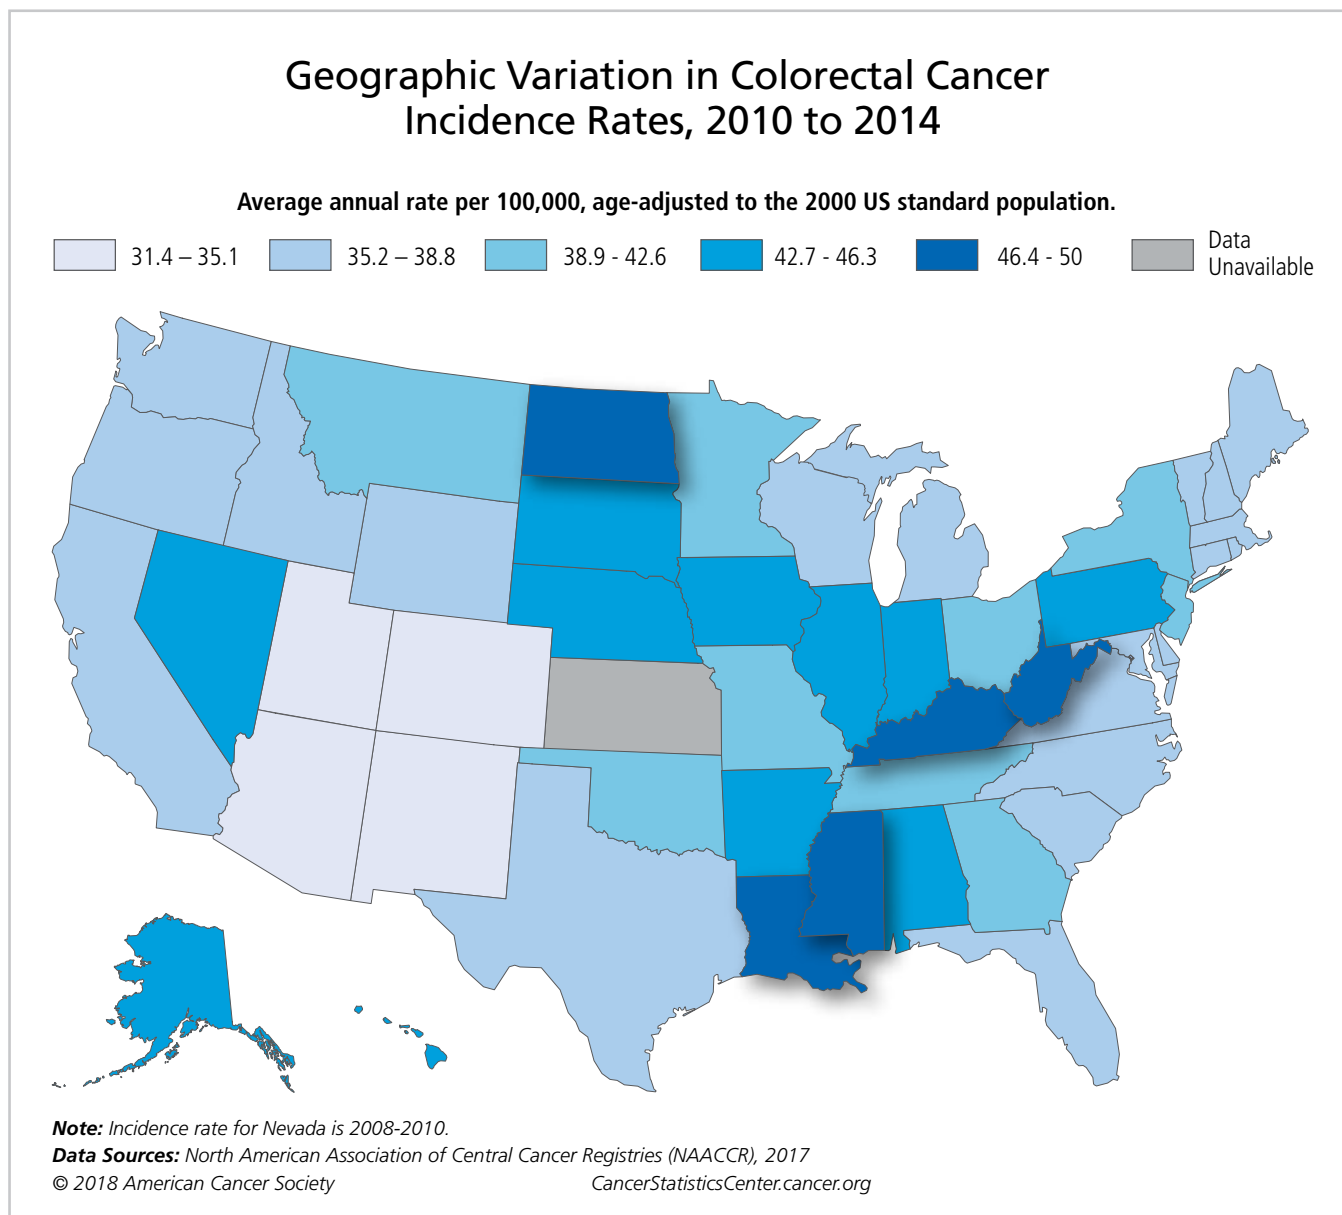 Geographic Variation in Colorectal Cancer
Incidence Rates, 2010 to 2014
Average annual rate per 100,000, age-adjusted to the 2000 US standard population.
31.4 – 35.1
35.2 – 38.8
38.9 - 42.6
42.7 - 46.3
46.4 - 50
Data
Unavailable
Note: Incidence rate for Nevada is 2008-2010.
Data Sources: North American Association of Central Cancer Registries (NAACCR), 2017
© 2018 American Cancer Society
CancerStatisticsCenter.cancer.org